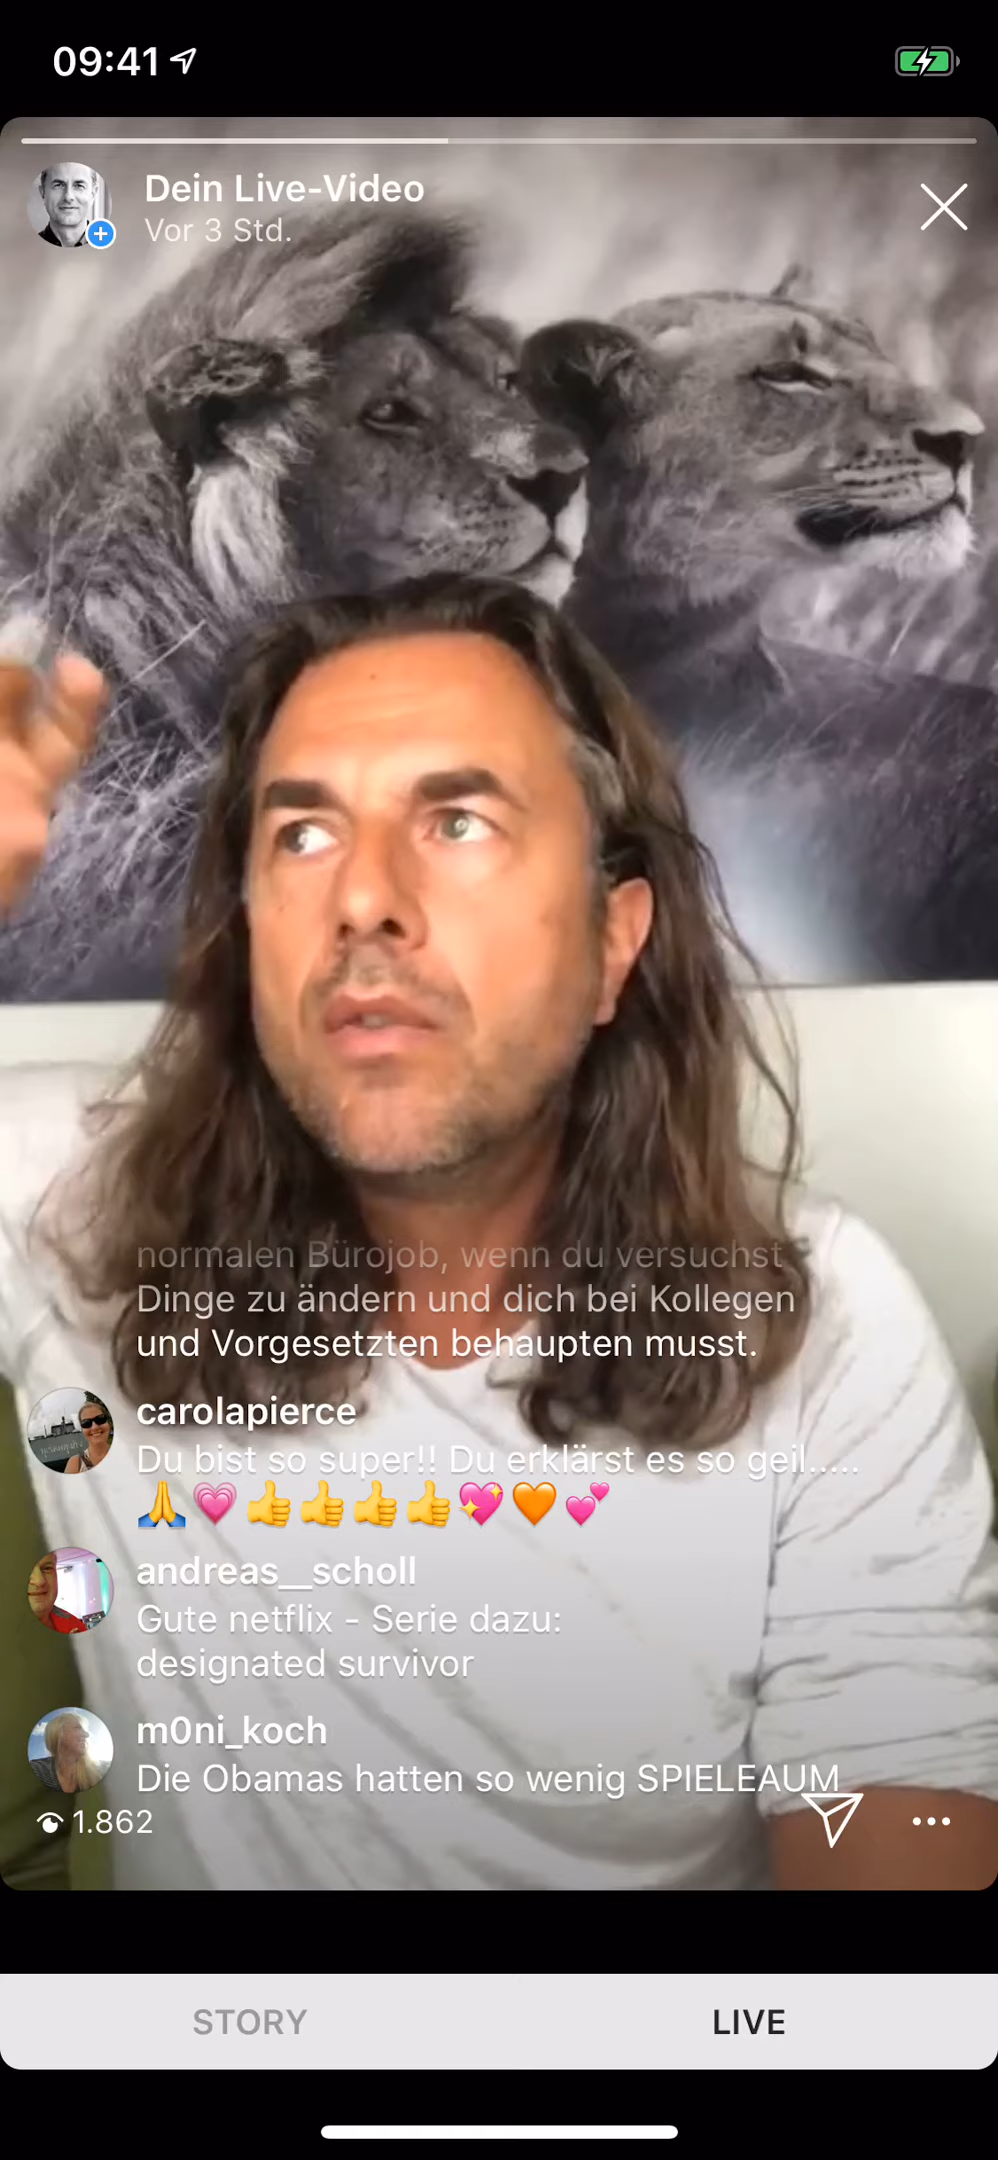 09:41
Dein Live-Video
Vor 3 Std.
normalen Bürojob, wenn du versuchst
Dinge zu ändern und dich bei Kollegen
und Vorgesetzten behaupten musst.
carolapierce
Du bist so super!! Du erklärst es so geil.....
🙏💗👍👍👍👍💖🧡💕
andreas__scholl
Gute netflix - Serie dazu:
designated survivor
m0ni_koch
Die Obamas hatten so wenig SPIELEAUM
1.862
STORY
LIVE